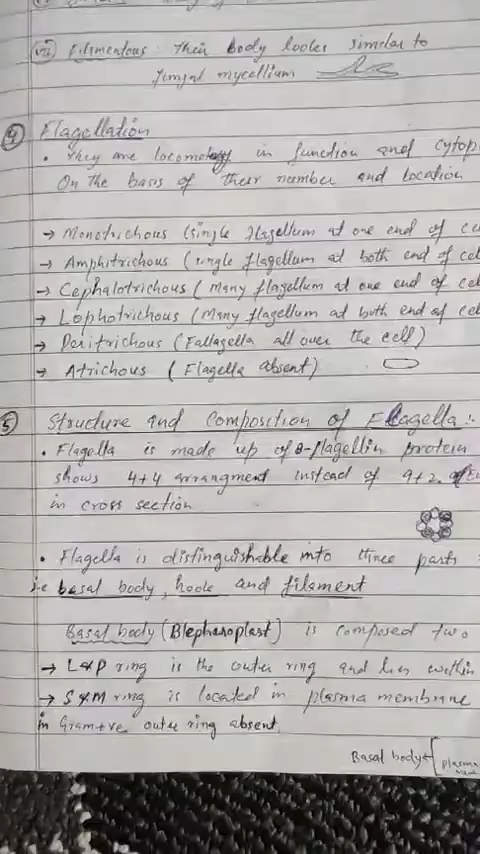 (vii) Filamentous: Their body looks similar to
fungal mycellium
4) Flagellation
• They are locomotory in function and cytop
On the basis of their number and location
→ Monotrichous (single flagellum at one end of ce
→ Amphitrichous (single flagellum at both end of cel
→ Cephalotrichous (Many flagellum at one end of cel
→ Lophotrichous (Many flagellum at both end of cel
→ Peritrichous (Fallagella all over the cell)
→ Atrichous (Flagella absent)
5) Structure and composition of Flagella:-
• Flagella is made up of 8-flagellin protein
shows 4+4 arrangment instead of 9+2
in cross section
• Flagella is distinguishable into three parts
i.e basal body, hook and filament
Basal body (Blepharoplast) is composed two
→ L&P ring is the outer ring and lies within
→ S&M ring is located in plasma membrane
in Gram+ve outer ring absent.
Basal body [plasma